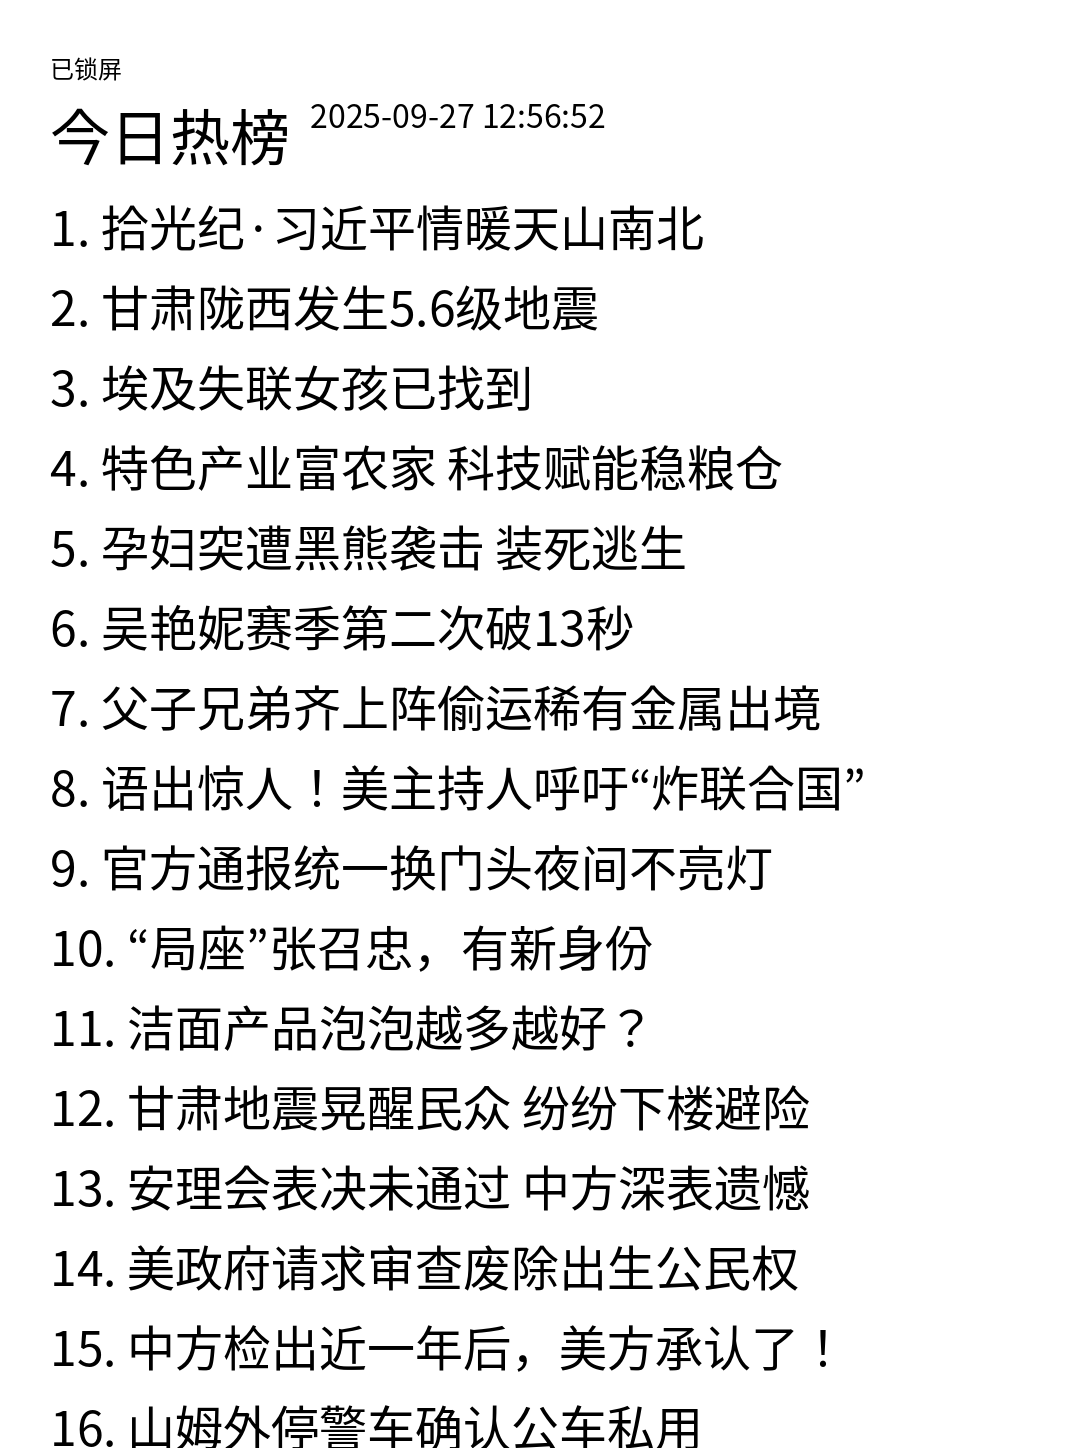 已锁屏
今日热榜 2025-09-27 12:56:52
1. 拾光纪·习近平情暖天山南北
2. 甘肃陇西发生5.6级地震
3. 埃及失联女孩已找到
4. 特色产业富农家 科技赋能稳粮仓
5. 孕妇突遭黑熊袭击 装死逃生
6. 吴艳妮赛季第二次破13秒
7. 父子兄弟齐上阵偷运稀有金属出境
8. 语出惊人！美主持人呼吁“炸联合国”
9. 官方通报统一换门头夜间不亮灯
10. “局座”张召忠，有新身份
11. 洁面产品泡泡越多越好？
12. 甘肃地震晃醒民众 纷纷下楼避险
13. 安理会表决未通过 中方深表遗憾
14. 美政府请求审查废除出生公民权
15. 中方检出近一年后，美方承认了！
16. 山姆外停警车确认公车私用